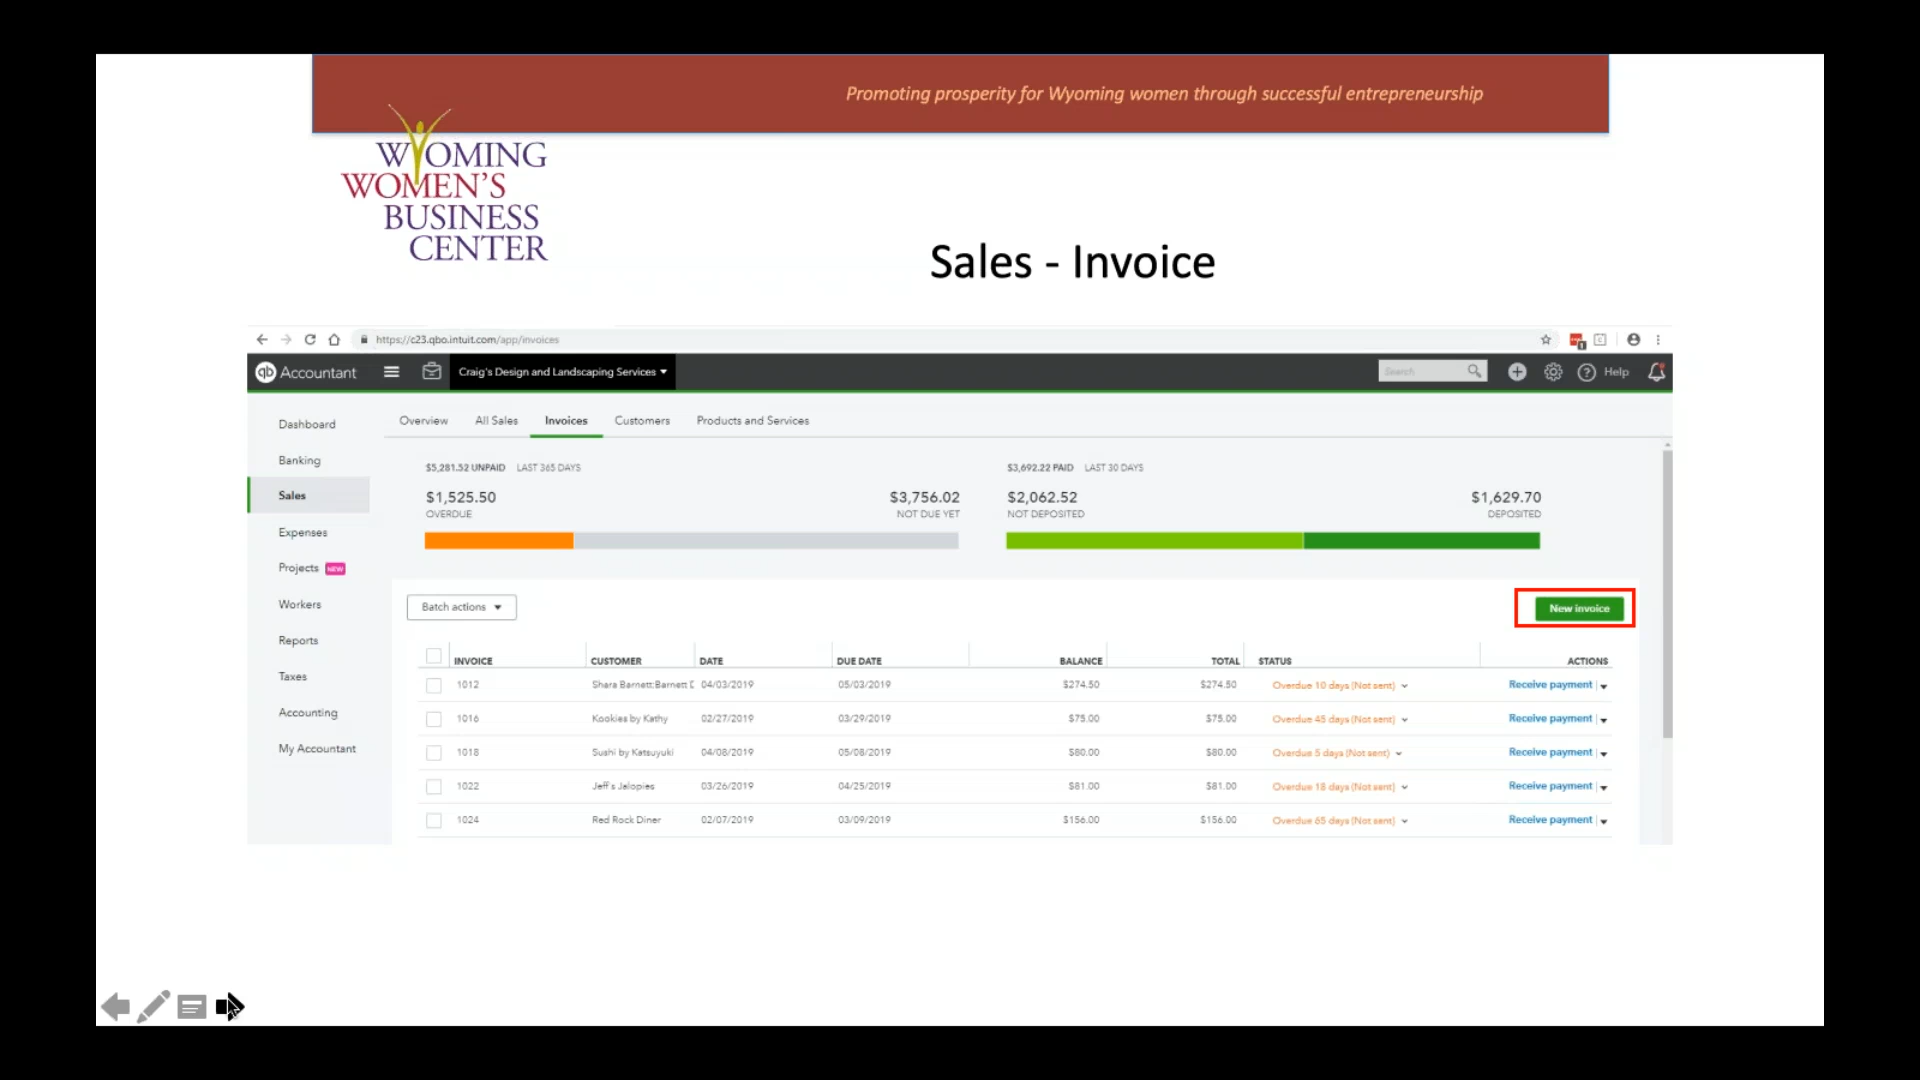 Promoting prosperity for Wyoming women through successful entrepreneurship
WYOMING
WOMEN'S
BUSINESS
CENTER
Sales - Invoice
https://c23.qbo.intuit.com/app/invoices
qb Accountant
Craig's Design and Landscaping Services
Search
Help
Dashboard
Banking
Sales
Expenses
Projects NEW
Workers
Reports
Taxes
Accounting
My Accountant
Overview All Sales Invoices Customers Products and Services
$5,281.52 UNPAID LAST 365 DAYS
$1,525.50 $3,756.02
OVERDUE NOT DUE YET
$3,692.22 PAID LAST 30 DAYS
$2,062.52 $1,629.70
NOT DEPOSITED DEPOSITED
Batch actions
New invoice
INVOICE CUSTOMER DATE DUE DATE BALANCE TOTAL STATUS ACTIONS
1012 Shara Barnett:Barnett 04/03/2019 05/03/2019 $274.50 $274.50 Overdue 10 days (Not sent) Receive payment
1016 Kookies by Kathy 02/27/2019 03/29/2019 $75.00 $75.00 Overdue 45 days (Not sent) Receive payment
1018 Sushi by Katsuyuki 04/08/2019 05/08/2019 $80.00 $80.00 Overdue 5 days (Not sent) Receive payment
1022 Jeff's Jalopies 03/26/2019 04/25/2019 $81.00 $81.00 Overdue 18 days (Not sent) Receive payment
1024 Red Rock Diner 02/07/2019 03/09/2019 $156.00 $156.00 Overdue 65 days (Not sent) Receive payment